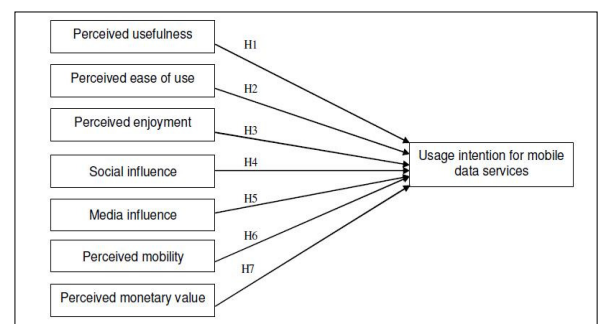 Perceived usefulness
H1
Perceived ease of use
H2
Perceived enjoyment
H3
Social influence
H4
Usage intention for mobile
data services
Media influence
H5
Perceived mobility
H6
Perceived monetary value
H7